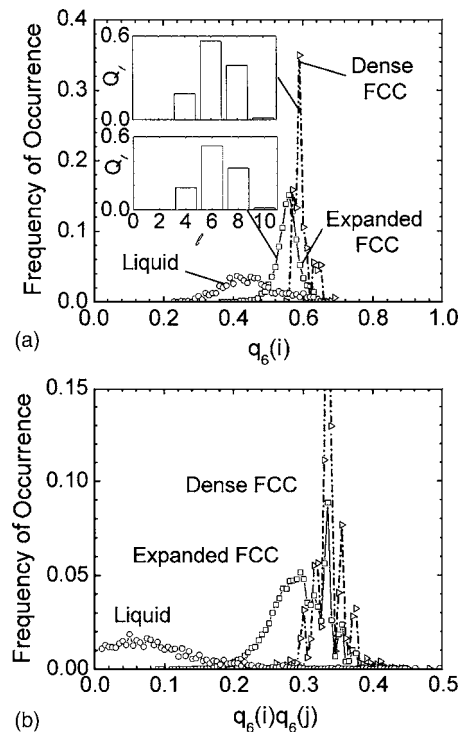 (a)
Frequency of Occurrence
0.4
0.3
0.2
0.1
0.0
0.0 0.2 0.4 0.6 0.8 1.0
q6(i)
0.6
Ql
0.0
0.6
Ql
0.0
0 2 4 6 8 10
ℓ
Dense
FCC
Expanded
FCC
Liquid
(b)
Frequency of Occurrence
0.15
0.10
0.05
0.00
0.0 0.1 0.2 0.3 0.4 0.5
q6(i)q6(j)
Dense FCC
Expanded FCC
Liquid